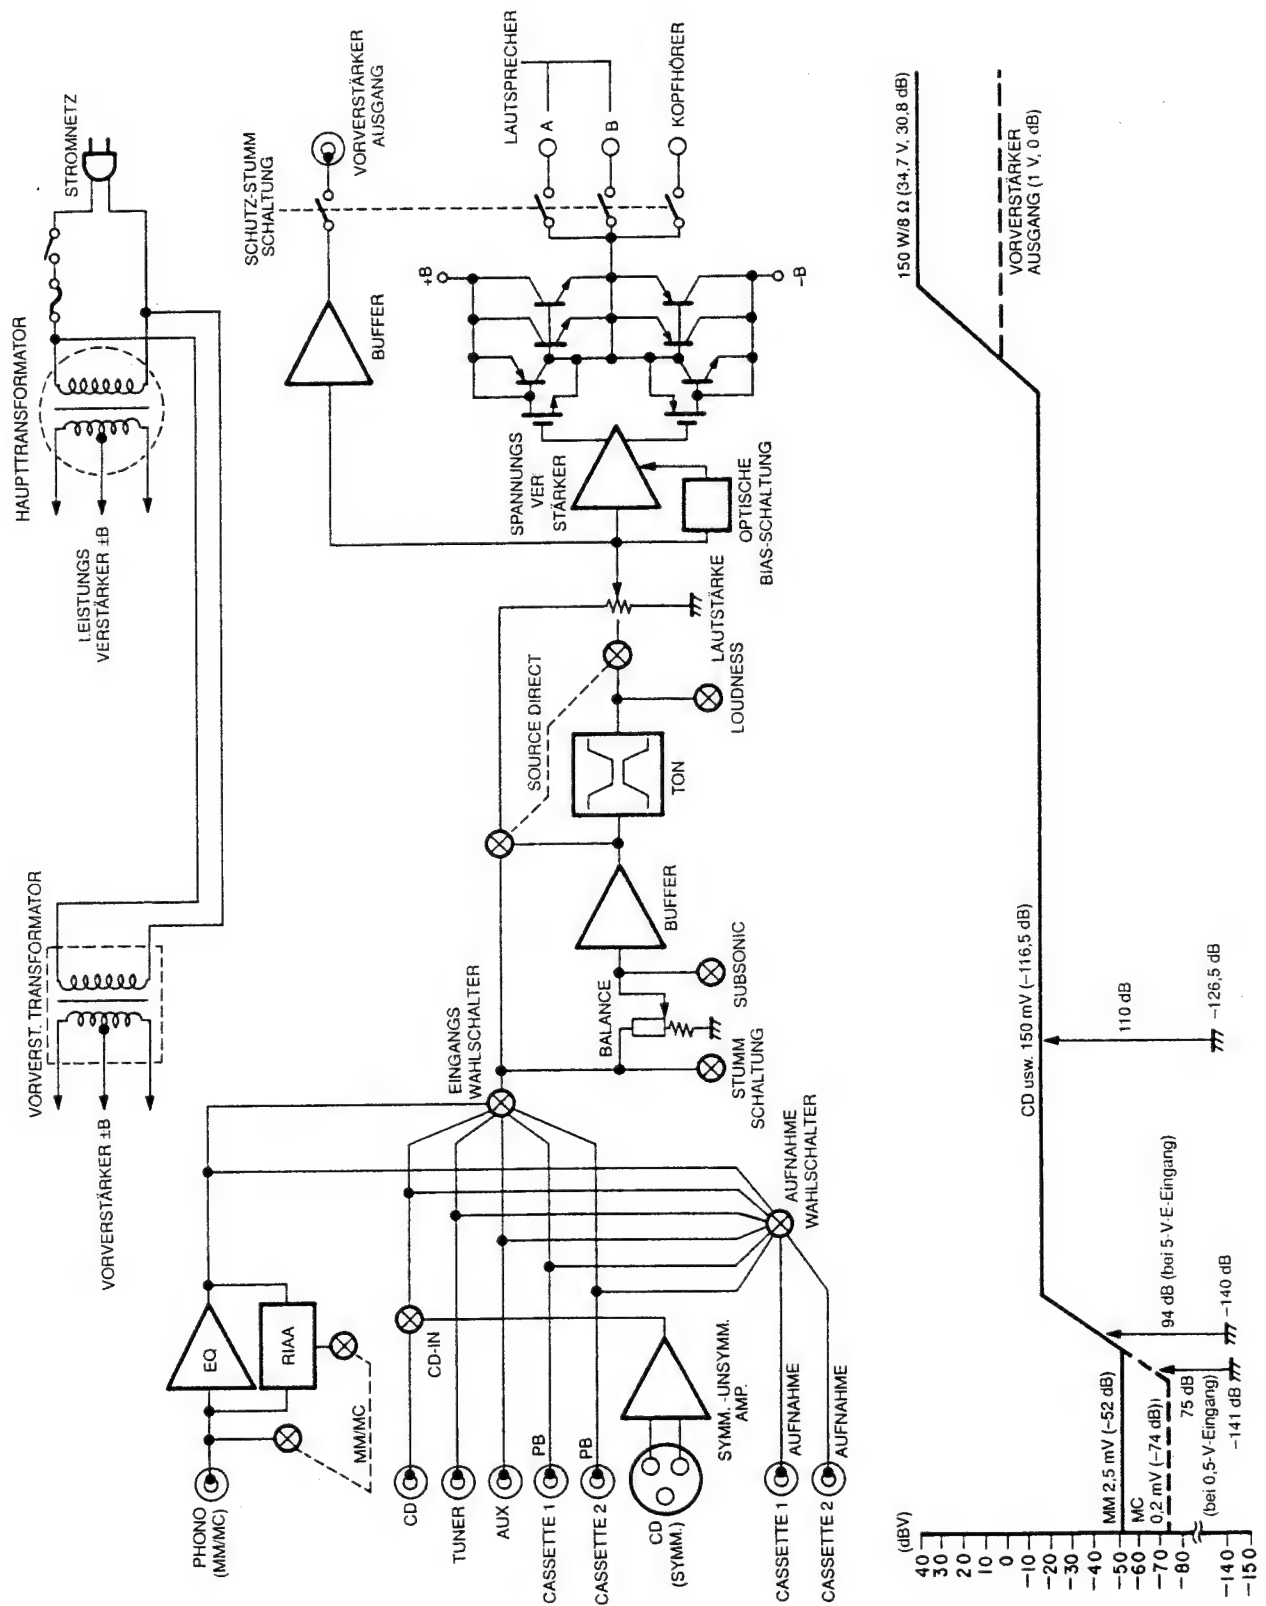 HAUPTTRANSFORMATOR
STROMNETZ
LEISTUNGS
VERSTÄRKER ±B
VORVERST. TRANSFORMATOR
VORVERSTÄRKER ±B
PHONO
(MM/MC)
EQ
RIAA
MM/MC
CD
TUNER
AUX
CASSETTE 1
PB
CASSETTE 2
PB
CD
(SYMM.)
CD-IN
SYMM.-UNSYMM.
AMP.
CASSETTE 1
AUFNAHME
CASSETTE 2
AUFNAHME
EINGANGS
WAHLSCHALTER
AUFNAHME
WAHLSCHALTER
STUMM
SCHALTUNG
BALANCE
SUBSONIC
BUFFER
SOURCE DIRECT
TON
LOUDNESS
LAUTSTÄRKE
SPANNUNGS
VER
STÄRKER
OPTISCHE
BIAS-SCHALTUNG
BUFFER
SCHUTZ-STUMM
SCHALTUNG
VORVERSTÄRKER
AUSGANG
+B
−B
LAUTSPRECHER
A
B
KOPFHÖRER
(dBV)
40
30
20
10
0
−10
−20
−30
−40
−50
−60
−70
−80
−140
−150
MM 2,5 mV (−52 dB)
MC
0,2 mV (−74 dB))
75 dB
(bei 0,5-V-Eingang)
−141 dB
94 dB (bei 5-V-E-Eingang)
−140 dB
CD usw. 150 mV (−116,5 dB)
110 dB
−126,5 dB
150 W/8 Ω (34,7 V, 30,8 dB)
VORVERSTÄRKER
AUSGANG (1 V, 0 dB)